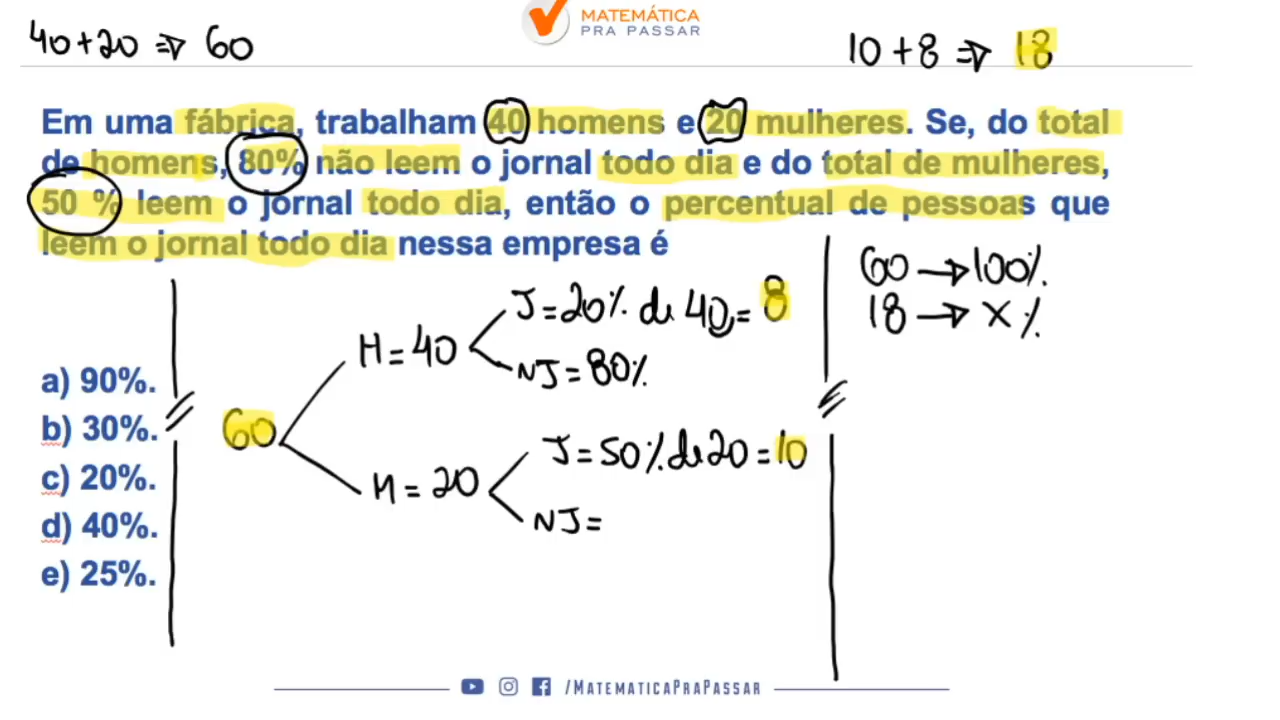 MATEMÁTICA
PRA PASSAR
40+20 ⇒ 60
10+8 ⇒ 18
Em uma fábrica, trabalham 40 homens e 20 mulheres. Se, do total
de homens, 80% não leem o jornal todo dia e do total de mulheres,
50 % leem o jornal todo dia, então o percentual de pessoas que
leem o jornal todo dia nessa empresa é
a) 90%.
b) 30%.
c) 20%.
d) 40%.
e) 25%.
60
H = 40
J = 20% de 40 = 8
NJ = 80%
M = 20
J = 50% de 20 = 10
NJ =
60 → 100%
18 → X %
/MatematicaPraPassar